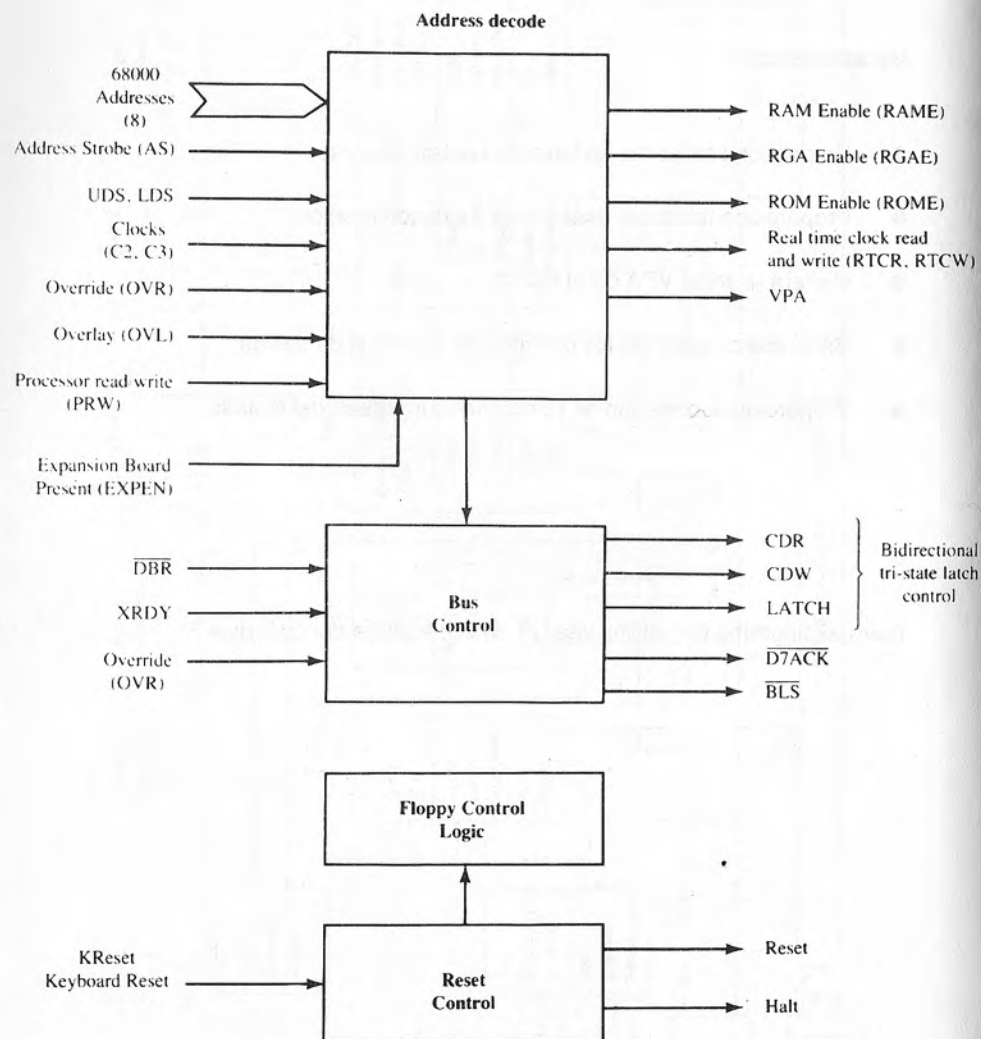 Address decode
68000
Addresses
(8)
Address Strobe (AS)
UDS, LDS
Clocks
(C2, C3)
Override (OVR)
Overlay (OVL)
Processor read write
(PRW)
Expansion Board
Present (EXPEN)
RAM Enable (RAME)
RGA Enable (RGAE)
ROM Enable (ROME)
Real time clock read
and write (RTCR, RTCW)
VPA
DBR
XRDY
Override
(OVR)
Bus
Control
CDR
CDW
LATCH
D7ACK
BLS
Bidirectional
tri-state latch
control
Floppy Control
Logic
KReset
Keyboard Reset
Reset
Control
Reset
Halt